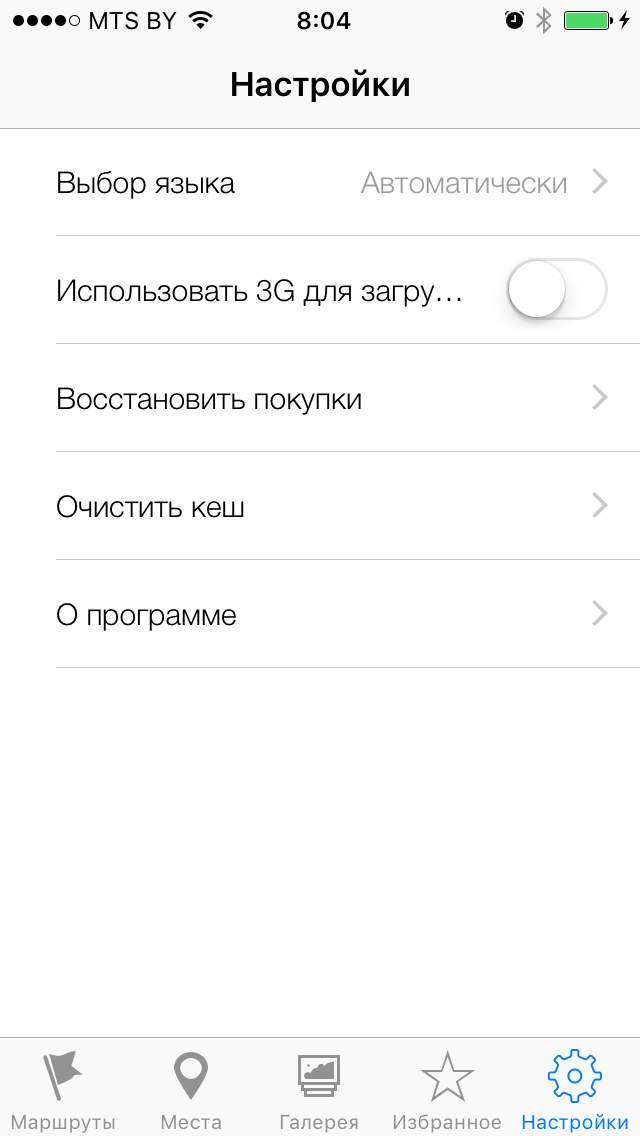 MTS BY 8:04
Настройки
Выбор языка Автоматически
Использовать 3G для загру...
Восстановить покупки
Очистить кеш
О программе
Маршруты Места Галерея Избранное Настройки